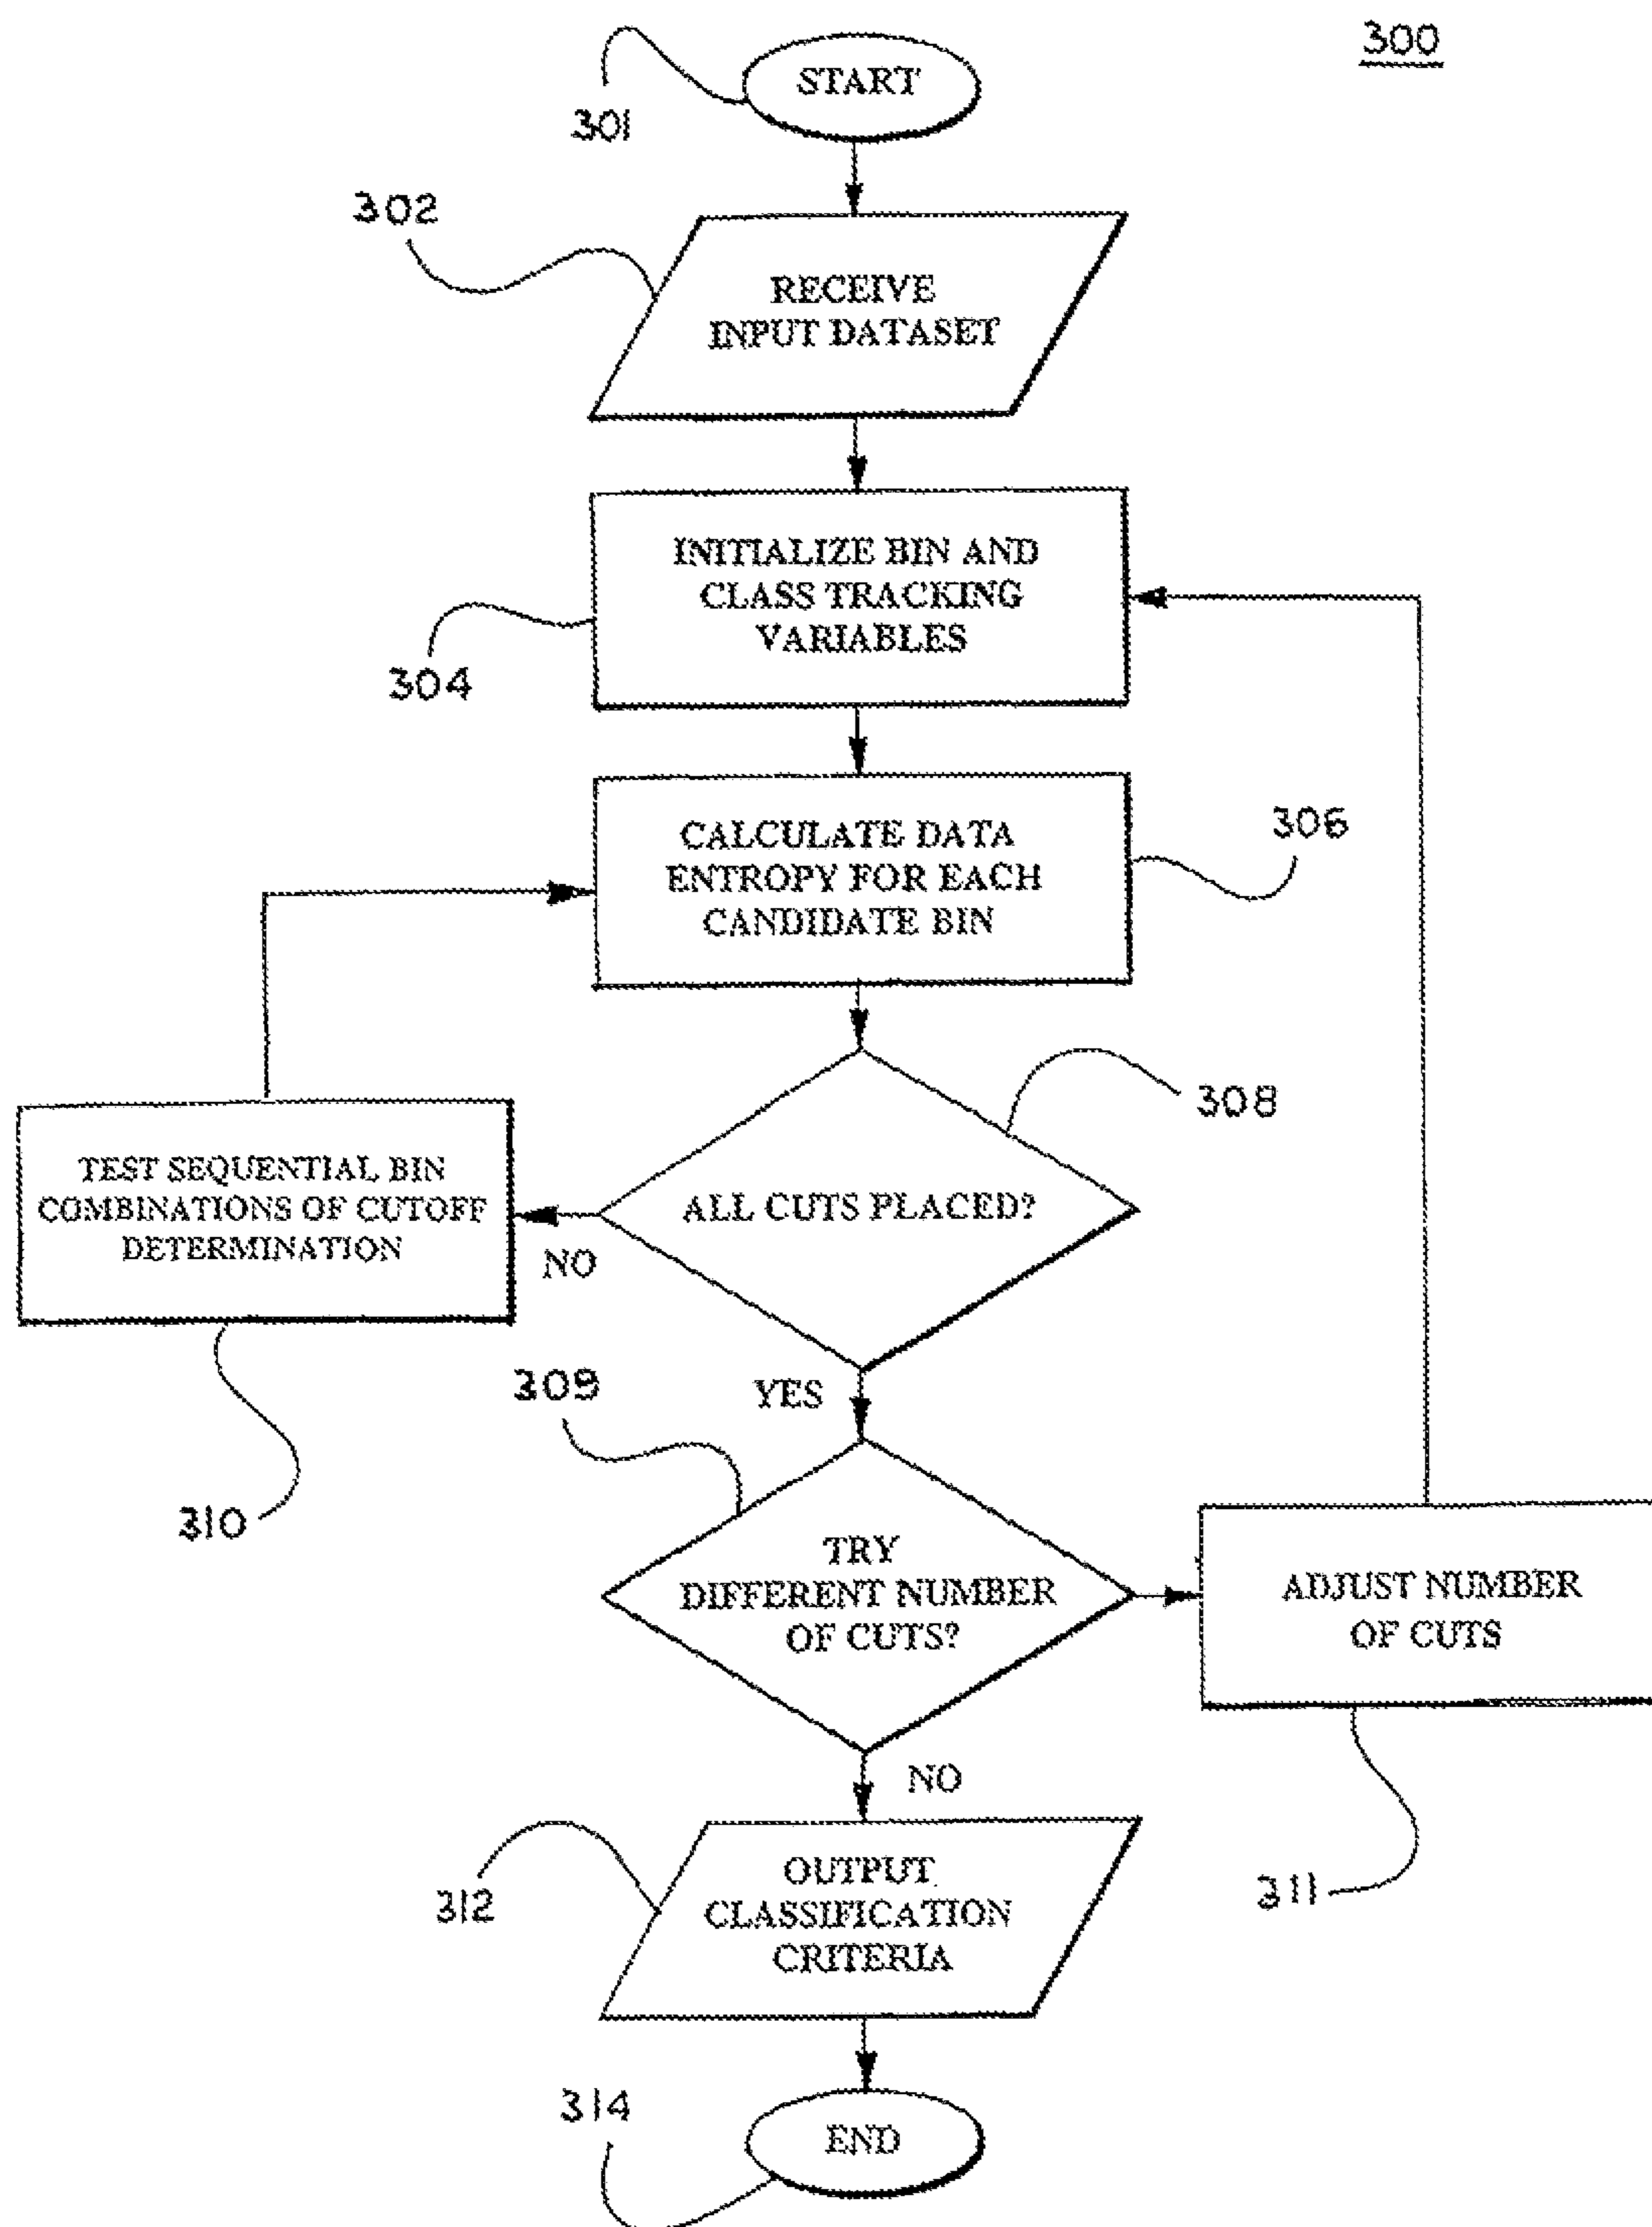 300
START
301
302
RECEIVE
INPUT DATASET
INITIALIZE BIN AND
CLASS TRACKING
VARIABLES
304
CALCULATE DATA
ENTROPY FOR EACH
CANDIDATE BIN
306
308
ALL CUTS PLACED?
NO
TEST SEQUENTIAL BIN
COMBINATIONS OF CUTOFF
DETERMINATION
310
YES
309
TRY
DIFFERENT NUMBER
OF CUTS?
ADJUST NUMBER
OF CUTS
311
NO
312
OUTPUT
CLASSIFICATION
CRITERIA
314
END